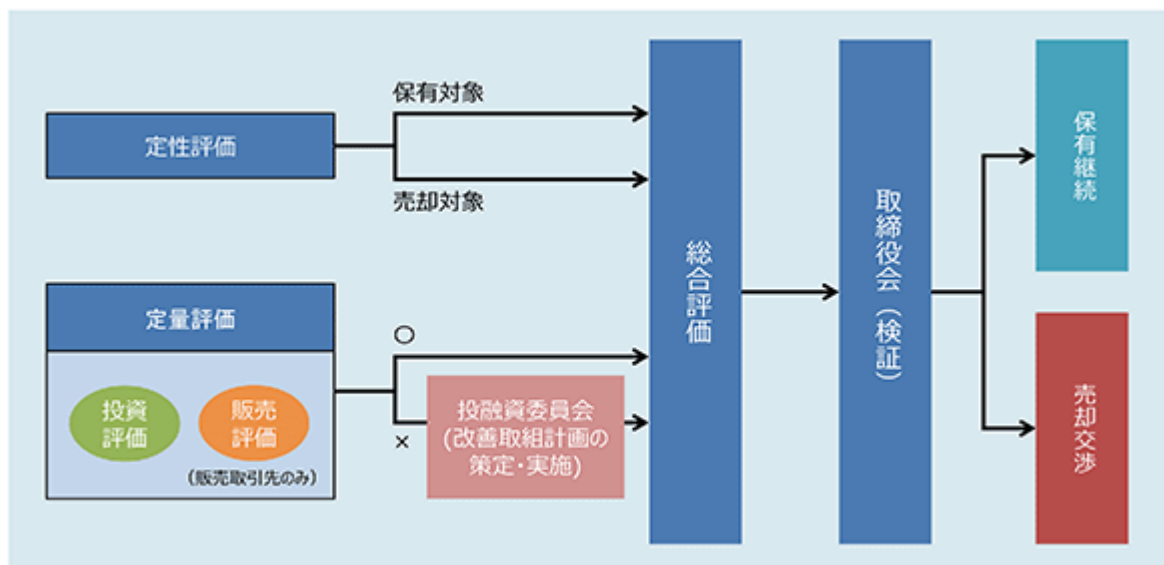 保有対象
定性評価
売却対象
定量評価
投資
評価
販売
評価
(販売取引先のみ)
○
×
投融資委員会
(改善取組計画の
策定・実施)
総合評価
取締役会（検証）
保有継続
売却交渉